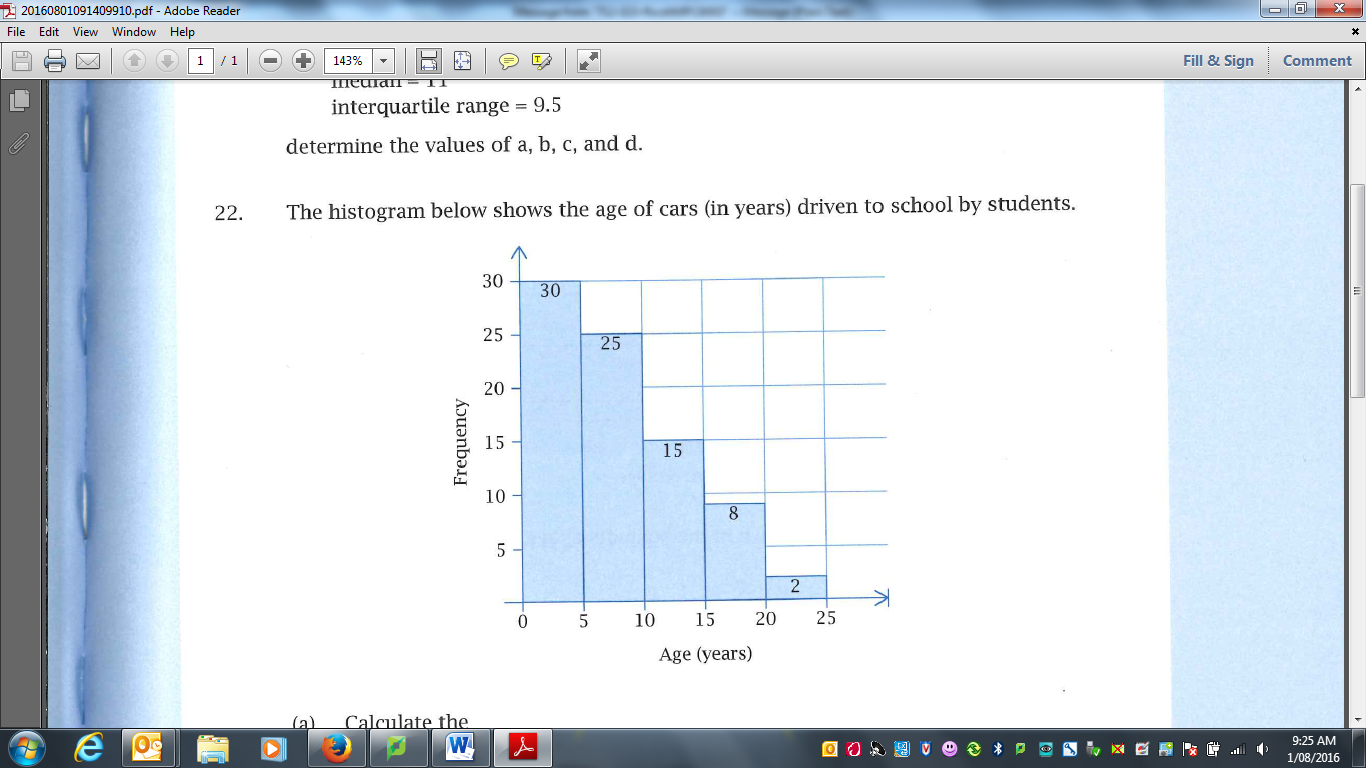 20160801091409910.pdf - Adobe Reader
File Edit View Window Help
1 / 1 143% Fill & Sign Comment
median = 11
interquartile range = 9.5
determine the values of a, b, c, and d.
22. The histogram below shows the age of cars (in years) driven to school by students.
30
25
20
15
10
5
Frequency
30
25
15
8
2
0 5 10 15 20 25
Age (years)
(a) Calculate the
9:25 AM
1/08/2016